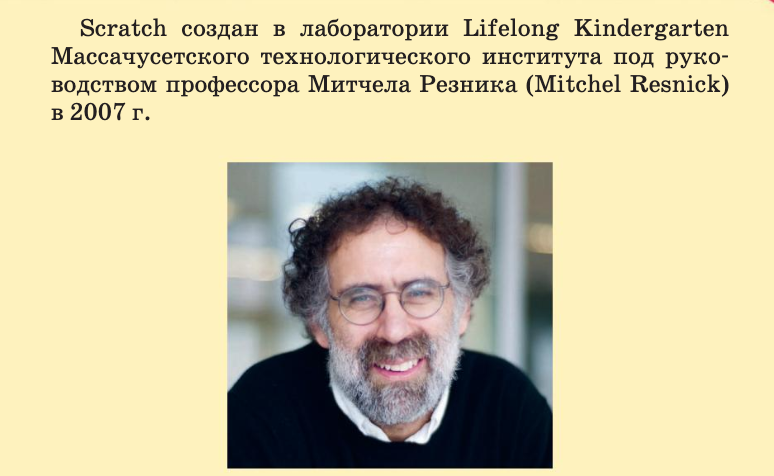 Scratch создан в лаборатории Lifelong Kindergarten
Массачусетского технологического института под руко-
водством профессора Митчела Резника (Mitchel Resnick)
в 2007 г.